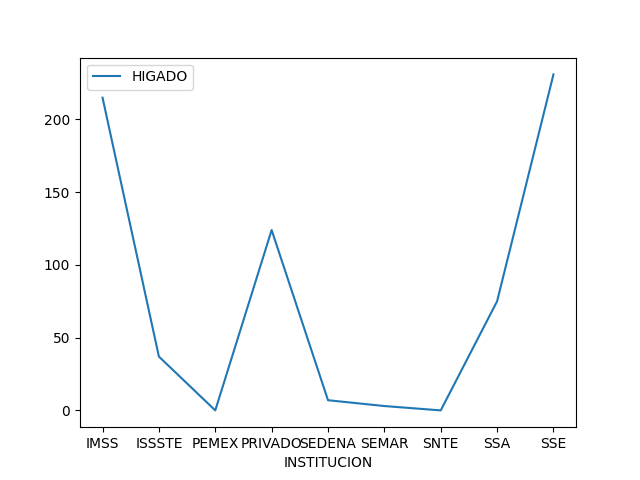 HIGADO
200
150
100
50
0
IMSS ISSSTE PEMEX PRIVADO SEDENA SEMAR SNTE SSA SSE
INSTITUCION